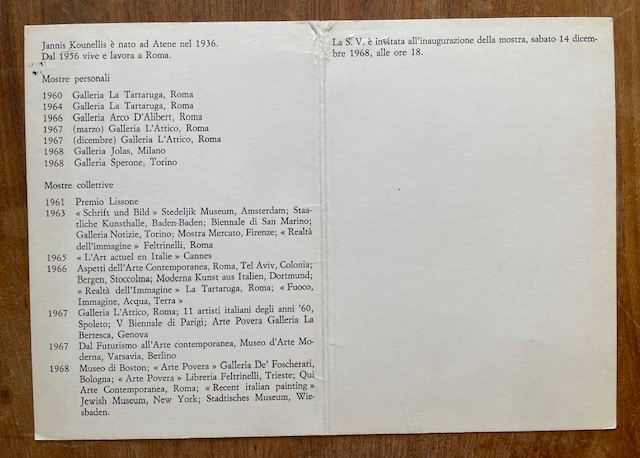 Jannis Kounellis è nato ad Atene nel 1936.
Dal 1956 vive e lavora a Roma.
Mostre personali
1960 Galleria La Tartaruga, Roma
1964 Galleria La Tartaruga, Roma
1966 Galleria Arco D'Alibert, Roma
1967 (marzo) Galleria L'Attico, Roma
1967 (dicembre) Galleria L'Attico, Roma
1968 Galleria Jolas, Milano
1968 Galleria Sperone, Torino
Mostre collettive
1961 Premio Lissone
1963 « Schrift und Bild » Stedeljik Museum, Amsterdam; Staa-
tliche Kunsthalle, Baden-Baden; Biennale di San Marino;
Galleria Notizie, Torino; Mostra Mercato, Firenze; « Realtà
dell'immagine » Feltrinelli, Roma
1965 « L'Art actuel en Italie » Cannes
1966 Aspetti dell'Arte Contemporanea, Roma, Tel Aviv, Colonia;
Bergen, Stoccolma; Moderna Kunst aus Italien, Dortmund;
« Realtà dell'Immagine » La Tartaruga, Roma; « Fuoco,
Immagine, Acqua, Terra »
1967 Galleria L'Attico, Roma; 11 artisti italiani degli anni '60,
Spoleto; V Biennale di Parigi; Arte Povera Galleria La
Bertesca, Genova
1967 Dal Futurismo all'Arte contemporanea, Museo d'Arte Mo-
derna, Varsavia, Berlino
1968 Museo di Boston; « Arte Povera » Galleria De' Foscherari,
Bologna; « Arte Povera » Libreria Feltrinelli, Trieste; Qui
Arte Contemporanea, Roma; « Recent italian painting »
Jewish Museum, New York; Stadtisches Museum, Wie-
sbaden.
La S. V. è invitata all'inaugurazione della mostra, sabato 14 dicem-
bre 1968, alle ore 18.